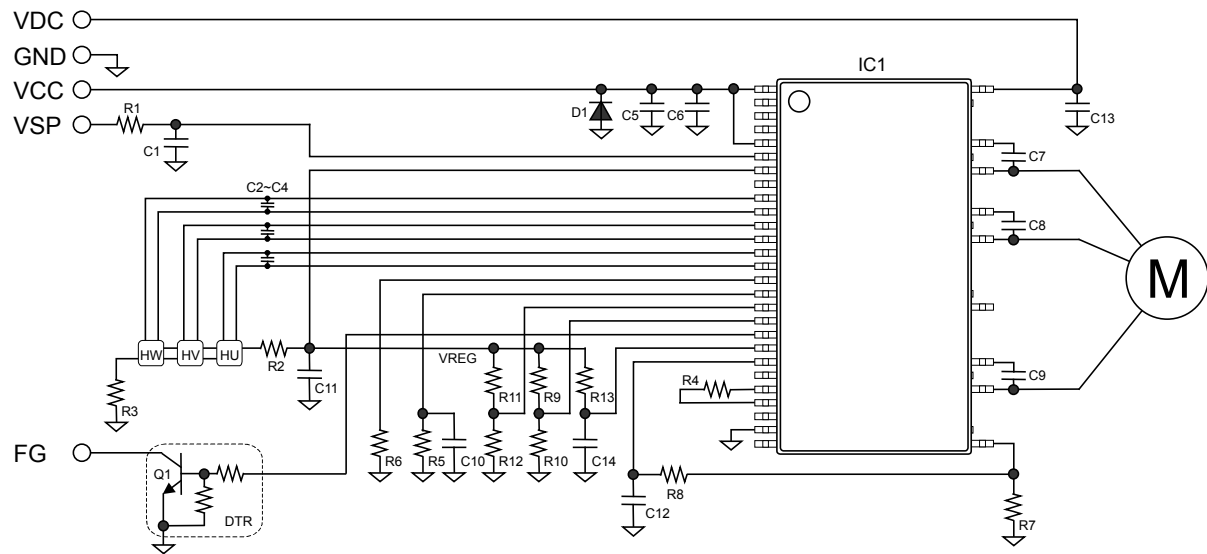 VDC
GND
VCC
VSP
R1
C1
D1
C5
C6
IC1
C13
C7
C8
C9
M
C2~C4
HW
HV
HU
R2
R3
C11
VREG
R11
R9
R13
R4
R6
R5
C10
R12
R10
C14
R8
C12
R7
FG
Q1
DTR